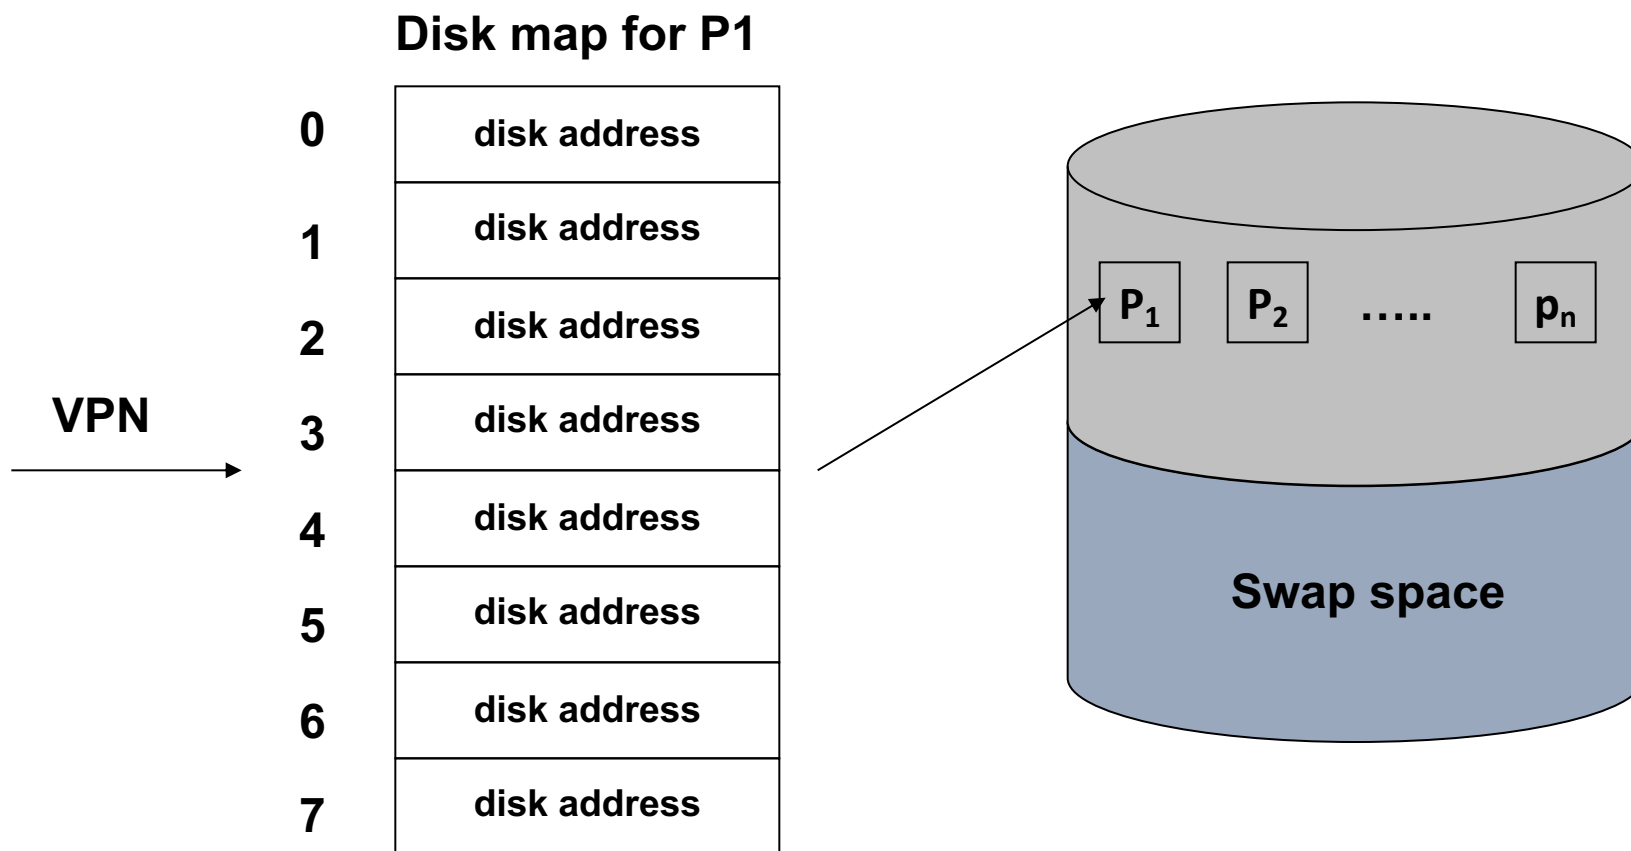 Disk map for P1
0 disk address
1 disk address
2 disk address
3 disk address
4 disk address
5 disk address
6 disk address
7 disk address
VPN
P₁ P₂ ..... pₙ
Swap space